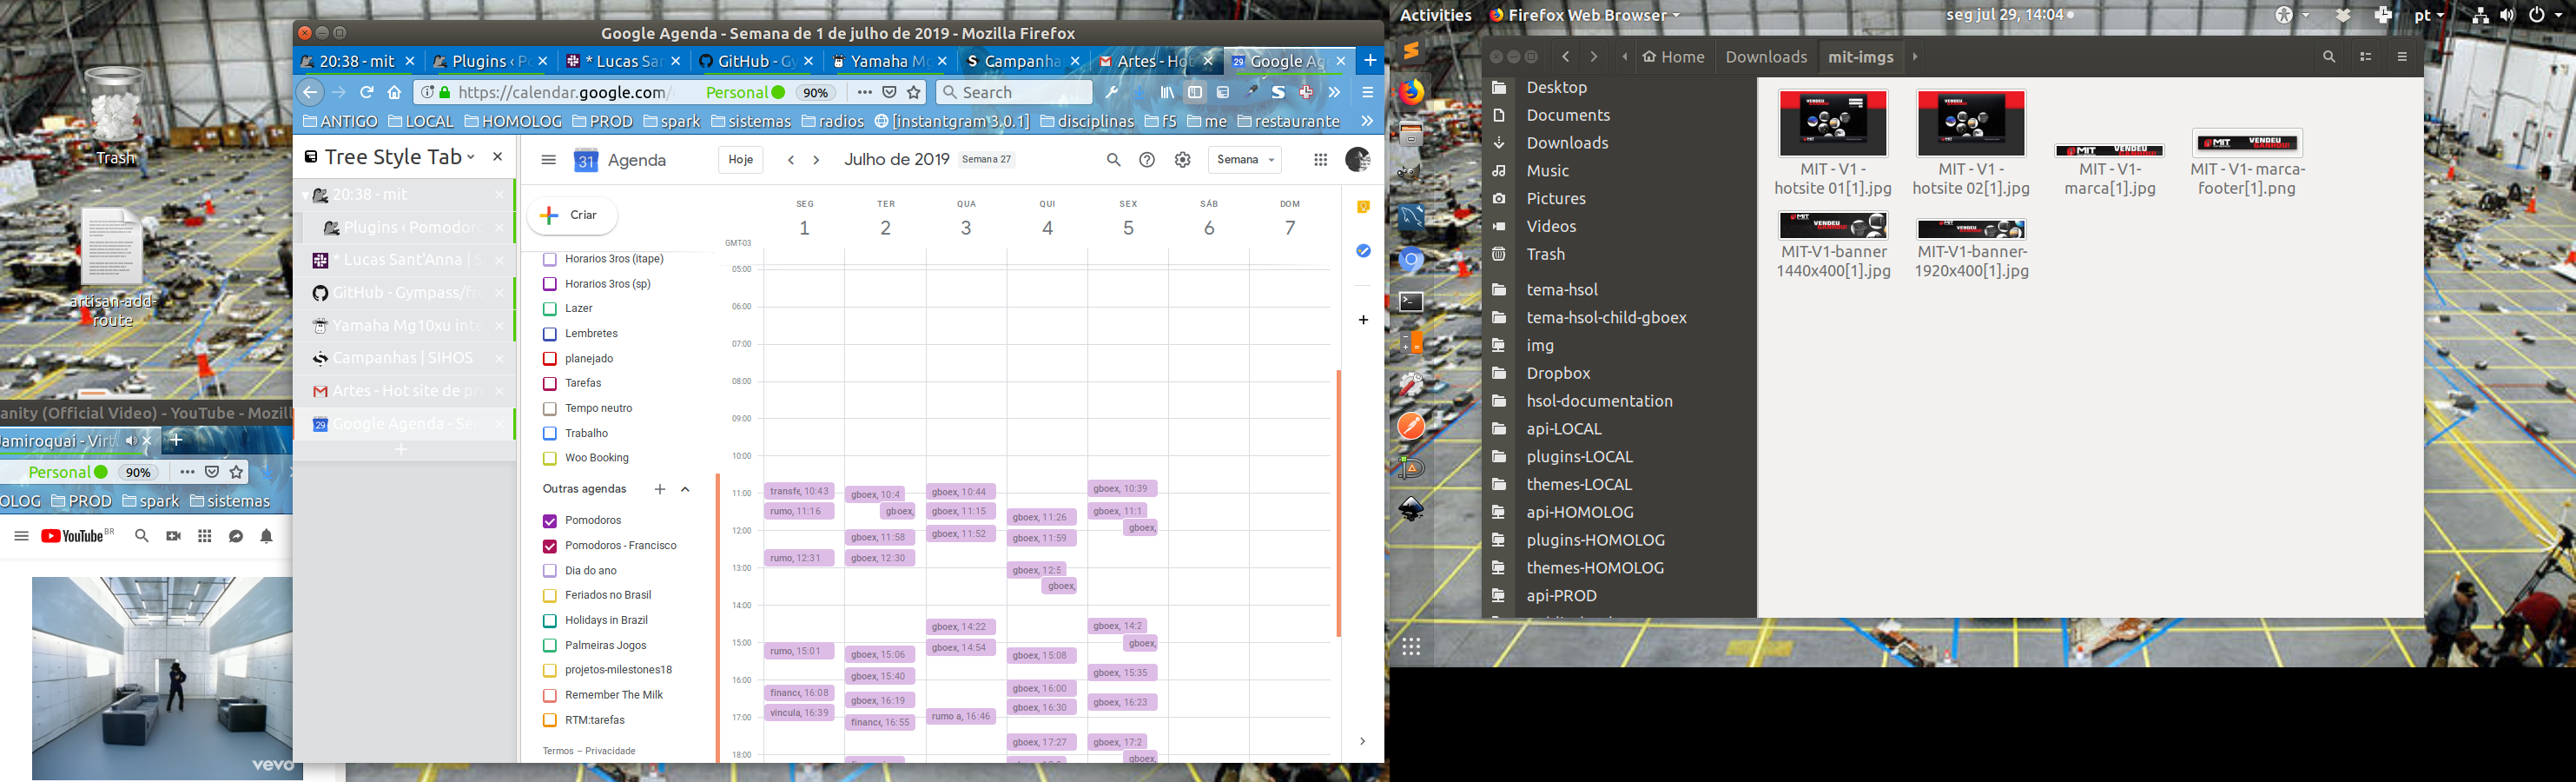 Trash
artisan-add-
route
anity (Official Video) - YouTube - Mozill
Jamiroquai - Virt
Personal
90%
OLOG
PROD
spark
sistemas
YouTube BR
vevo
Google Agenda - Semana de 1 de julho de 2019 - Mozilla Firefox
20:38 - mit
Plugins ‹ Po
* Lucas Sa
GitHub - Gy
Yamaha Mg
Campanha
Artes - Hot
Google Ag
https://calendar.google.com/
Personal
90%
Search
ANTIGO
LOCAL
HOMOLOG
PROD
spark
sistemas
radios
[instantgram 3.0.1]
disciplinas
f5
me
restaurante
Tree Style Tab
20:38 - mit
Plugins ‹ Pomodoro
* Lucas Sant'Anna | S
GitHub - Gympass/fre
Yamaha Mg10xu inte
Campanhas | SIHOS
Artes - Hot site de pr
Google Agenda - Se
31
Agenda
Hoje
Julho de 2019
Semana 27
Semana
Criar
Horarios 3ros (itape)
Horarios 3ros (sp)
Lazer
Lembretes
planejado
Tarefas
Tempo neutro
Trabalho
Woo Booking
Outras agendas
Pomodoros
Pomodoros - Francisco
Dia do ano
Feriados no Brasil
Holidays in Brazil
Palmeiras Jogos
projetos-milestones18
Remember The Milk
RTM:tarefas
Termos – Privacidade
SEG TER QUA QUI SEX SÁB DOM
1 2 3 4 5 6 7
GMT-03
05:00
06:00
07:00
08:00
09:00
10:00
11:00
12:00
13:00
14:00
15:00
16:00
17:00
18:00
transfe, 10:43
rumo, 11:16
rumo, 12:31
rumo, 15:01
finance, 16:08
vincula, 16:39
gboex, 10:4
gboex,
gboex, 11:58
gboex, 12:30
gboex, 15:06
gboex, 15:40
gboex, 16:19
finance, 16:55
gboex, 10:44
gboex, 11:15
gboex, 11:52
gboex, 14:22
gboex, 14:54
rumo a, 16:46
gboex, 11:26
gboex, 11:59
gboex, 12:5
gboex,
gboex, 15:08
gboex, 16:00
gboex, 16:30
gboex, 17:27
gboex, 10:39
gboex, 11:1
gboex,
gboex, 14:2
gboex,
gboex, 15:35
gboex, 16:23
gboex, 17:2
gboex,
Activities
Firefox Web Browser
seg jul 29, 14:04
pt
Home
Downloads
mit-imgs
Desktop
Documents
Downloads
Music
Pictures
Videos
Trash
tema-hsol
tema-hsol-child-gboex
img
Dropbox
hsol-documentation
api-LOCAL
plugins-LOCAL
themes-LOCAL
api-HOMOLOG
plugins-HOMOLOG
themes-HOMOLOG
api-PROD
MIT - V1 -
hotsite 01[1].jpg
MIT - V1 -
hotsite 02[1].jpg
MIT - V1-
marca[1].jpg
MIT - V1- marca-
footer[1].png
MIT-V1-banner
1440x400[1].jpg
MIT-V1-banner-
1920x400[1].jpg